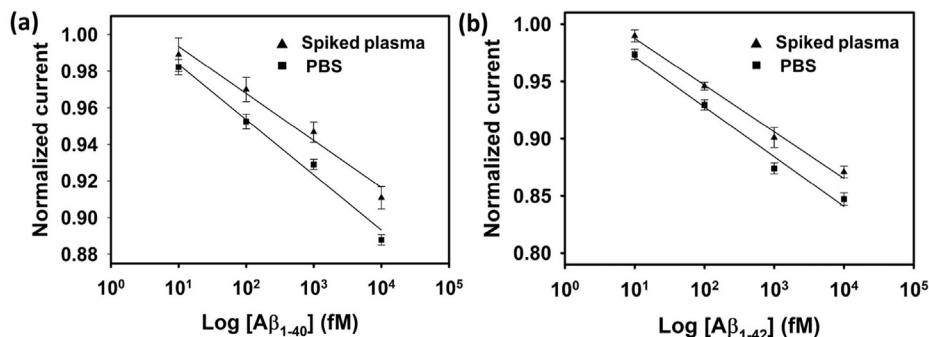 (a)
Normalized current
1.00
0.98
0.96
0.94
0.92
0.90
0.88
▲ Spiked plasma
■ PBS
10⁰ 10¹ 10² 10³ 10⁴ 10⁵
Log [Aβ₁₋₄₀] (fM)
(b)
Normalized current
1.00
0.95
0.90
0.85
0.80
▲ Spiked plasma
■ PBS
10⁰ 10¹ 10² 10³ 10⁴ 10⁵
Log [Aβ₁₋₄₂] (fM)